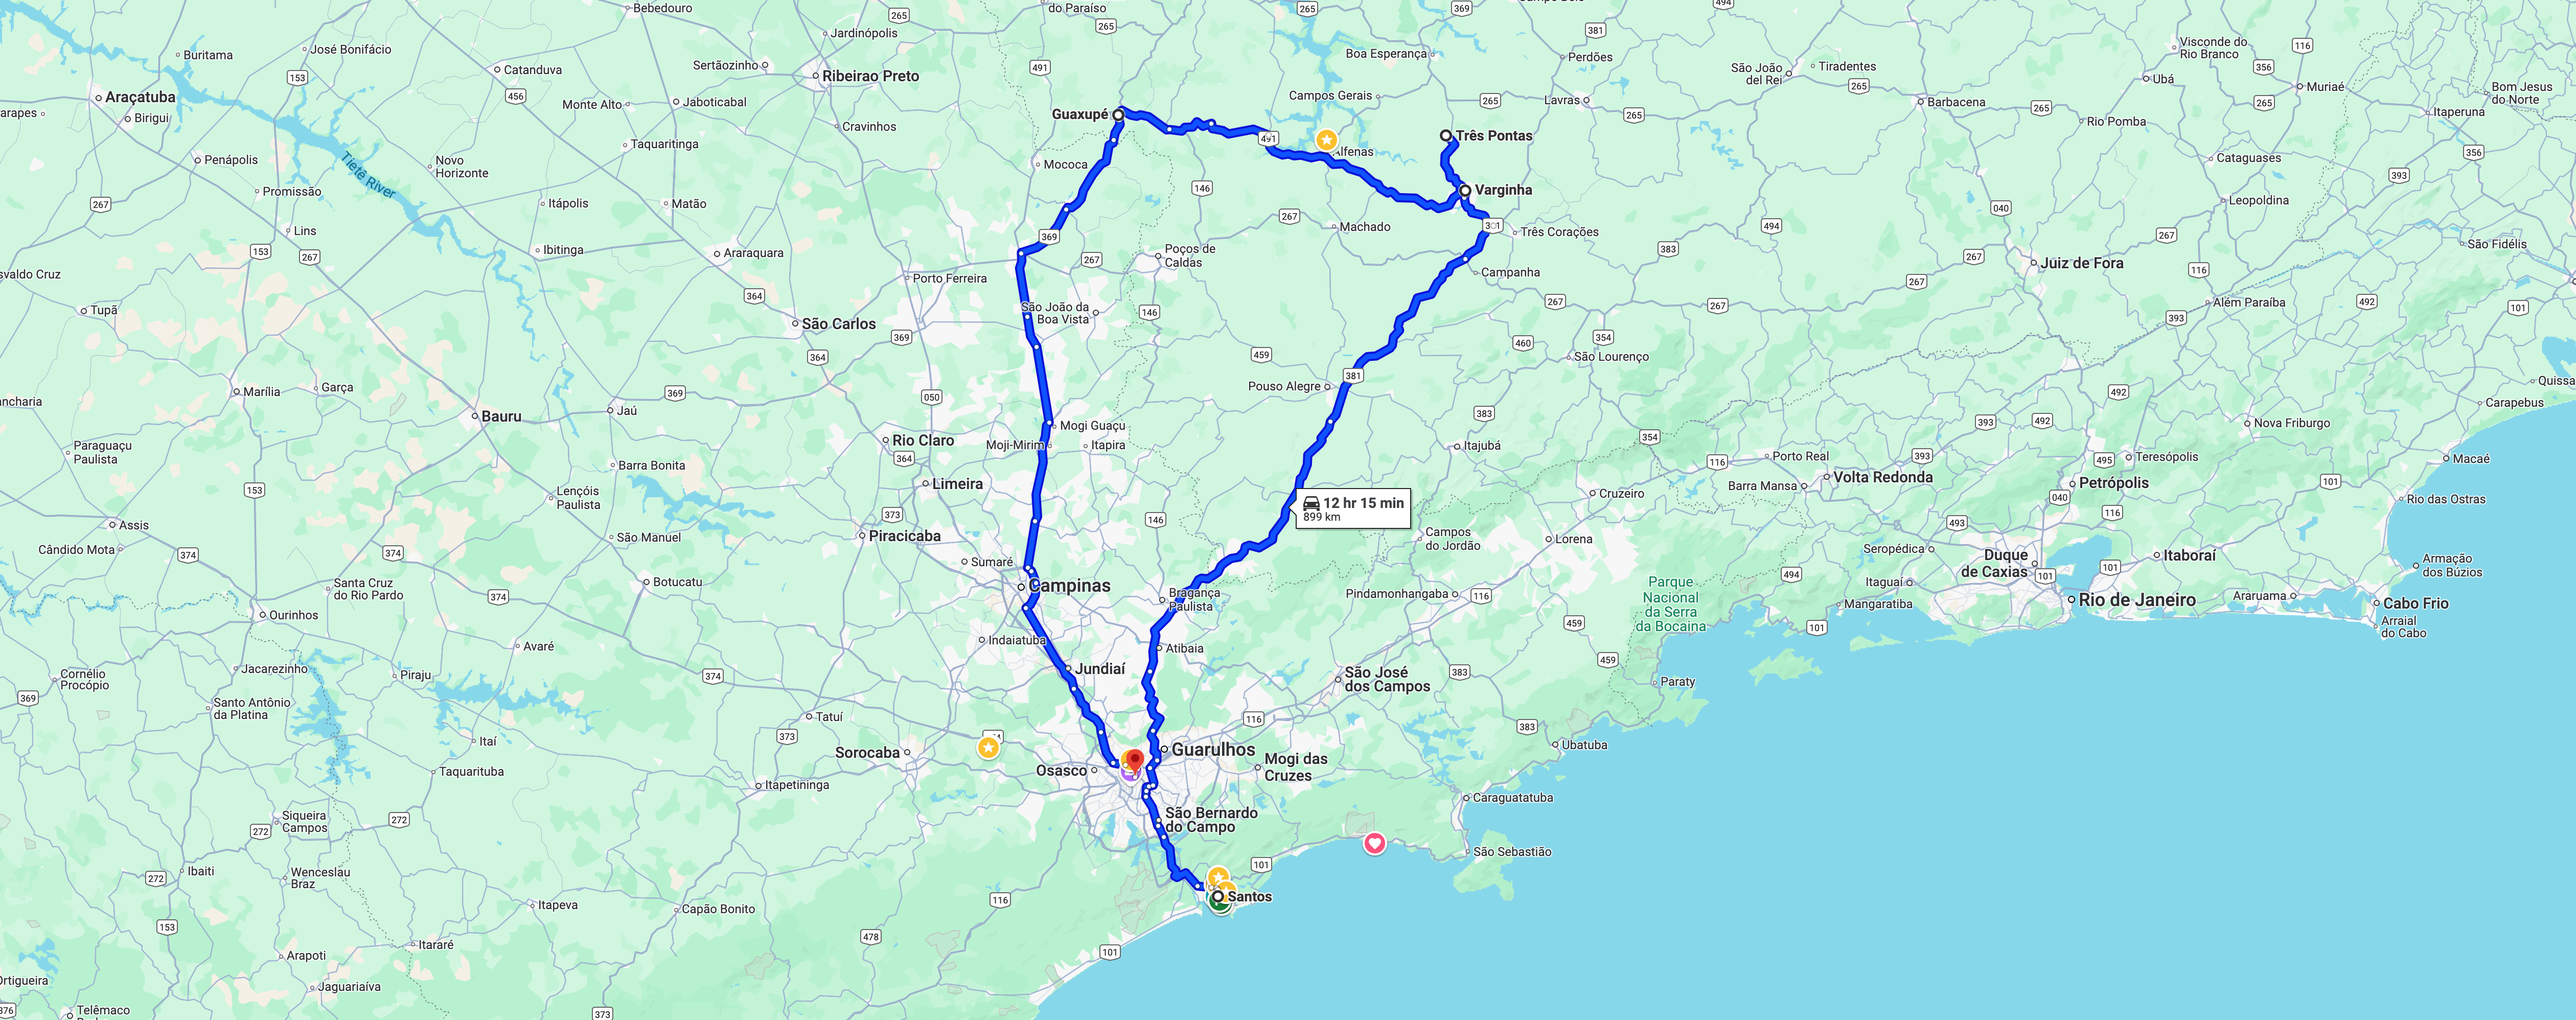 Bebedouro
265
do Paraíso
265
265
369
Campo Belo
494
Buritama
José Bonifácio
Jardinópolis
381
Visconde do
Rio Branco
116
153
Catanduva
Sertãozinho
491
Boa Esperança
Perdões
São João
del Rei
Tiradentes
356
Ubá
Muriaé
Bom Jesus
do Norte
Araçatuba
456
Monte Alto
Jaboticabal
Ribeirao Preto
Campos Gerais
265
Lavras
265
265
Barbacena
265
265
Itaperuna
arapes
Birigui
Cravinhos
Guaxupé
Três Pontas
Rio Pomba
Penápolis
Novo
Horizonte
Taquaritinga
Mococa
491
Alfenas
Cataguases
356
Tietê River
Promissão
267
Itápolis
Matão
146
Varginha
393
Leopoldina
Lins
267
Machado
381
Três Corações
494
040
267
São Fidélis
153
267
Ibitinga
Araraquara
369
267
Poços de
Caldas
383
267
Juiz de Fora
116
svaldo Cruz
Porto Ferreira
Campanha
267
Tupã
364
São João da
Boa Vista
146
267
267
Além Paraíba
492
101
São Carlos
369
364
459
460
354
São Lourenço
393
Marília
Garça
369
050
Pouso Alegre
381
492
Quissa
ncharia
Bauru
Jaú
Mogi Guaçu
383
393
492
Nova Friburgo
Carapebus
Paraguaçu
Paulista
Rio Claro
364
Moji-Mirim
Itapira
Itajubá
354
116
Porto Real
393
495
Teresópolis
Macaé
Barra Bonita
Lençóis
Paulista
153
Limeira
Barra Mansa
Volta Redonda
Petrópolis
101
Rio das Ostras
12 hr 15 min
899 km
Cruzeiro
040
116
Assis
373
146
493
Cândido Mota
374
374
São Manuel
Piracicaba
Campos
do Jordão
Lorena
Seropédica
Duque
de Caxias
101
101
Itaboraí
Armação
dos Búzios
Santa Cruz
do Rio Pardo
374
Botucatu
Sumaré
Campinas
Bragança
Paulista
Pindamonhangaba
116
Parque
Nacional
da Serra
da Bocaina
494
Itaguaí
Mangaratiba
Rio de Janeiro
Araruama
Cabo Frio
Arraial
do Cabo
Ourinhos
Indaiatuba
459
101
Avaré
Atibaia
Jacarezinho
Jundiaí
459
Cornélio
Procópio
Piraju
374
São José
dos Campos
383
Paraty
369
Santo Antônio
da Platina
Tatuí
116
383
Itaí
373
Sorocaba
Guarulhos
Ubatuba
Taquarituba
Osasco
Mogi das
Cruzes
Itapetininga
Caraguatatuba
Siqueira
Campos
272
272
São Bernardo
do Campo
São Sebastião
272
Ibaiti
Wenceslau
Braz
101
Santos
Itapeva
Capão Bonito
116
153
478
Itararé
101
Arapoti
Ortigueira
Jaguariaíva
376
Telêmaco
373